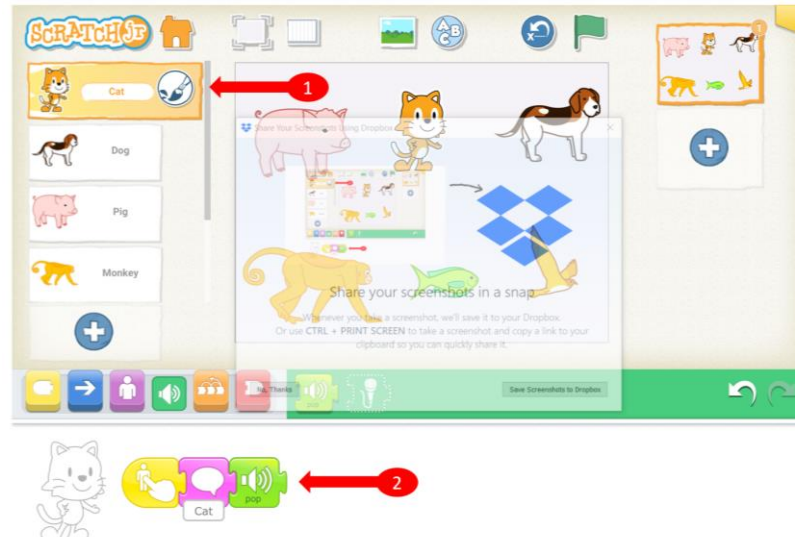 SCRATCH JR
ABC
x
1
Cat
1
Dog
Pig
Monkey
Share Your Screenshots Using Dropbox
Share your screenshots in a snap
Whenever you take a screenshot, we'll save it to your Dropbox.
Or use CTRL + PRINT SCREEN to take a screenshot and copy a link to your
clipboard so you can quickly share it.
No, Thanks
Save Screenshots to Dropbox
pop
Cat
pop
2